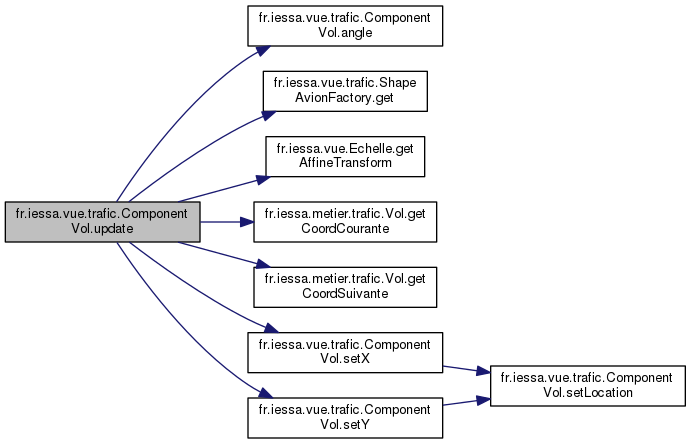 fr.iessa.vue.trafic.Component
Vol.angle
fr.iessa.vue.trafic.Shape
AvionFactory.get
fr.iessa.vue.Echelle.get
AffineTransform
fr.iessa.vue.trafic.Component
Vol.update
fr.iessa.metier.trafic.Vol.get
CoordCourante
fr.iessa.metier.trafic.Vol.get
CoordSuivante
fr.iessa.vue.trafic.Component
Vol.setX
fr.iessa.vue.trafic.Component
Vol.setLocation
fr.iessa.vue.trafic.Component
Vol.setY